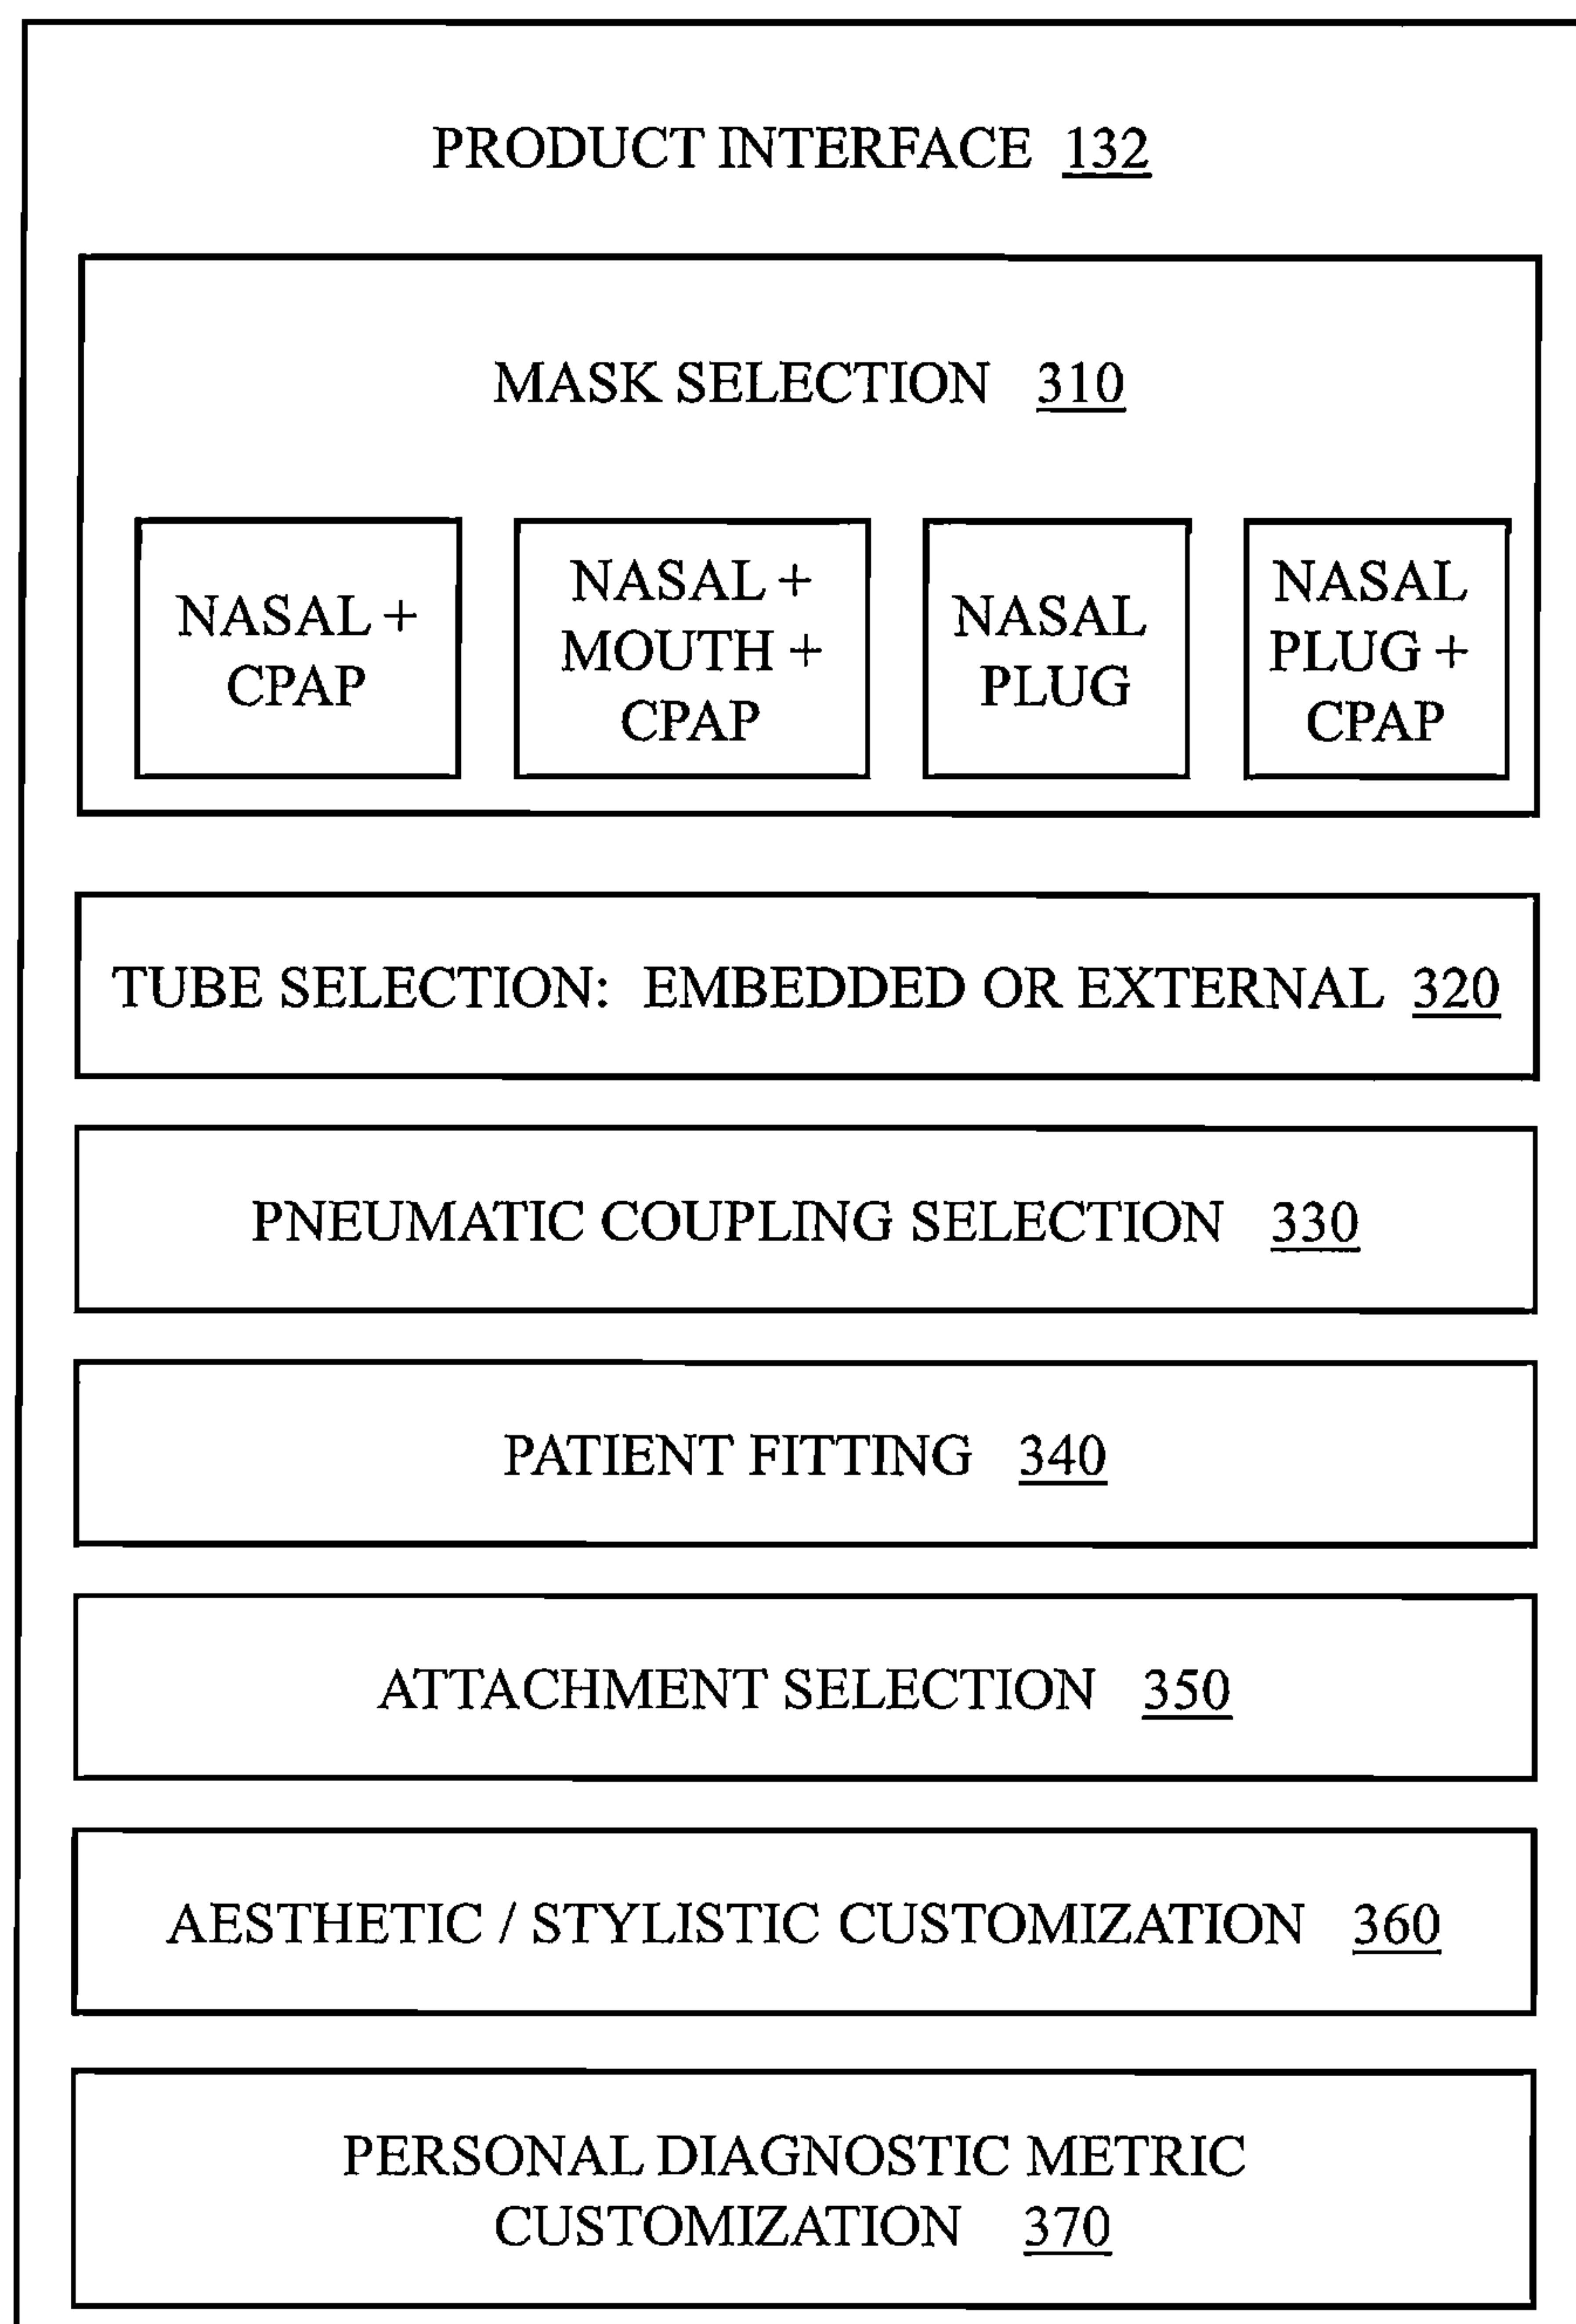 PRODUCT INTERFACE 132
MASK SELECTION 310
NASAL +
CPAP
NASAL +
MOUTH +
CPAP
NASAL
PLUG
NASAL
PLUG +
CPAP
TUBE SELECTION: EMBEDDED OR EXTERNAL 320
PNEUMATIC COUPLING SELECTION 330
PATIENT FITTING 340
ATTACHMENT SELECTION 350
AESTHETIC / STYLISTIC CUSTOMIZATION 360
PERSONAL DIAGNOSTIC METRIC
CUSTOMIZATION 370